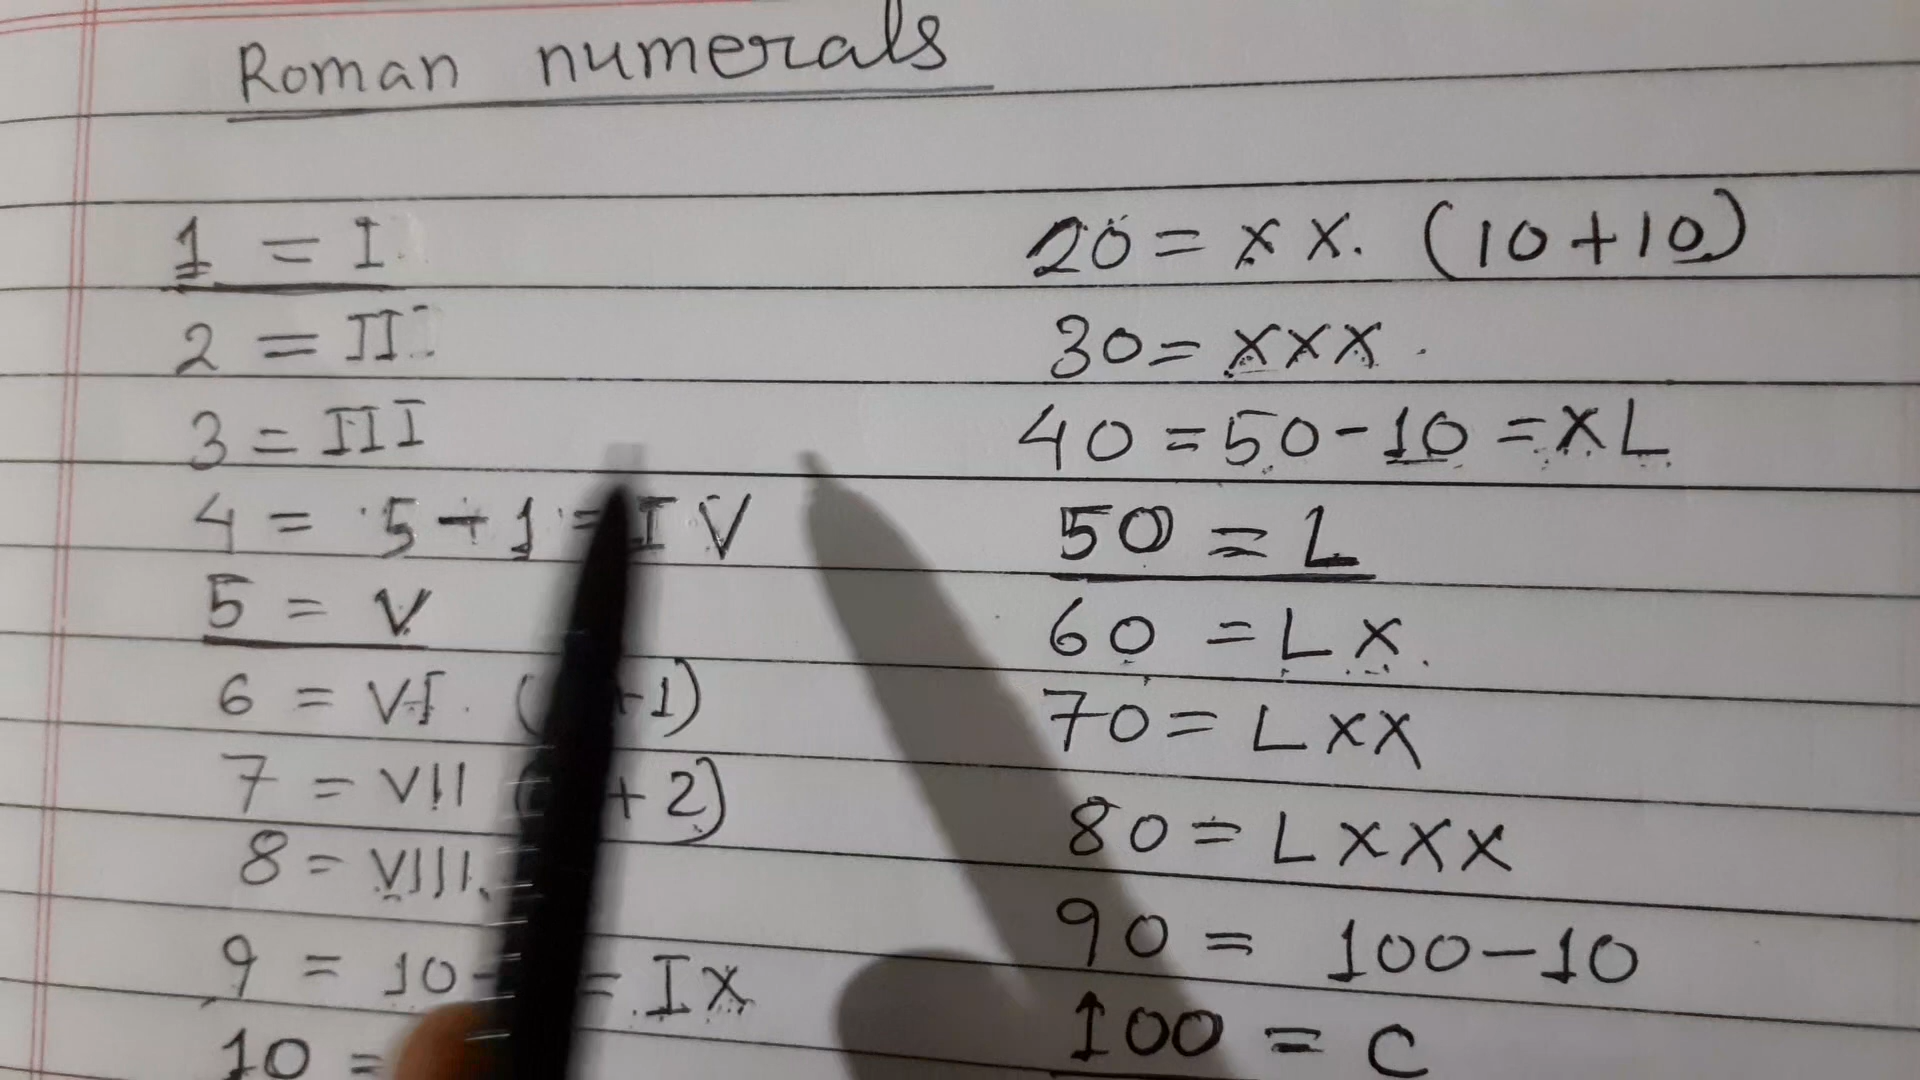 Roman numerals
1 = I
2 = II
3 = III
4 = 5+1 = IV
5 = V
6 = VI. ( +1)
7 = VII ( + 2)
8 = VIII.
9 = 10- = IX
10 =
20 = XX. (10+10)
30 = XXX.
40 = 50-10 = XL
50 = L
60 = LX.
70 = LXX
80 = LXXX
90 = 100-10
100 = C